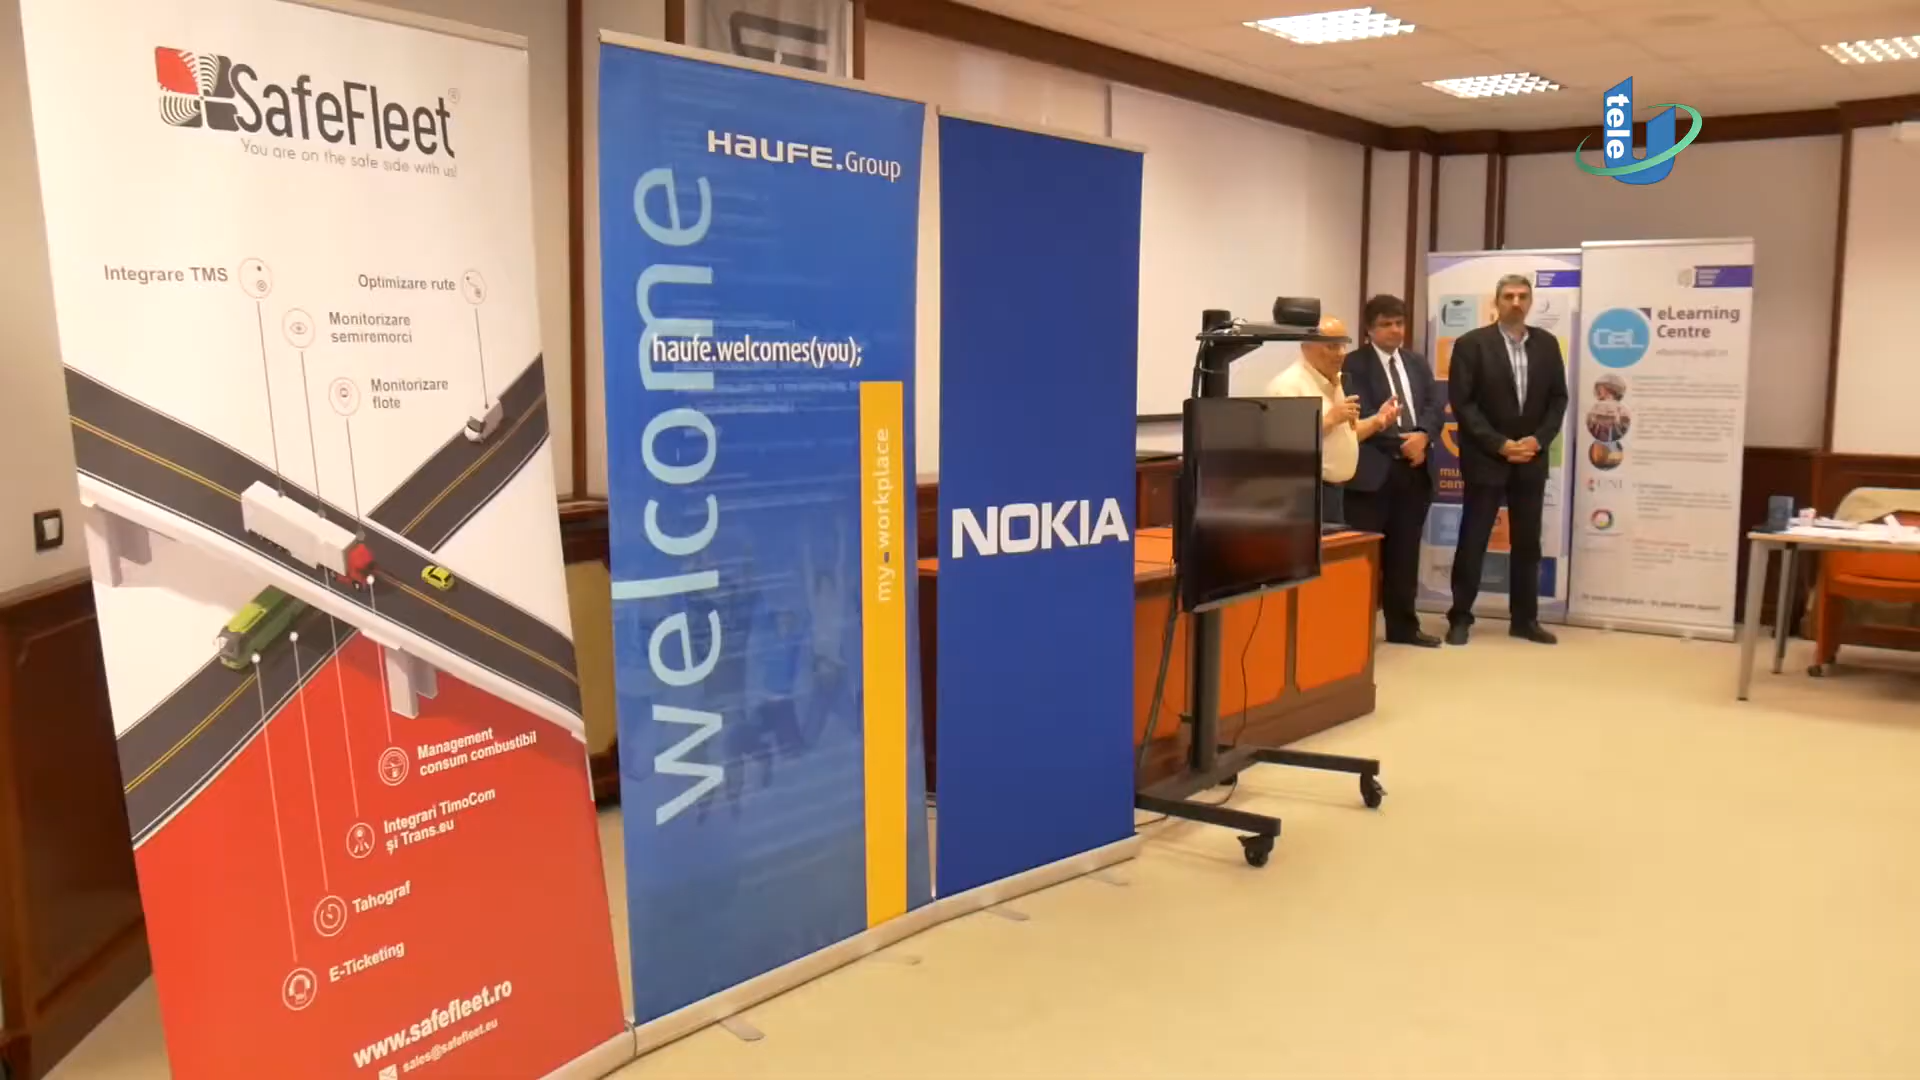 SafeFleet®
You are on the safe side with us!
Integrare TMS
Optimizare rute
Monitorizare
semiremorci
Monitorizare
flote
Management
consum combustibil
Integrari TimoCom
și Trans.eu
Tahograf
E-Ticketing
www.safefleet.ro
sales@safefleet.eu
HAUFE.Group
welcome
haufe.welcomes(you);
my-workplace
NOKIA
tele
U
eLearning
Centre